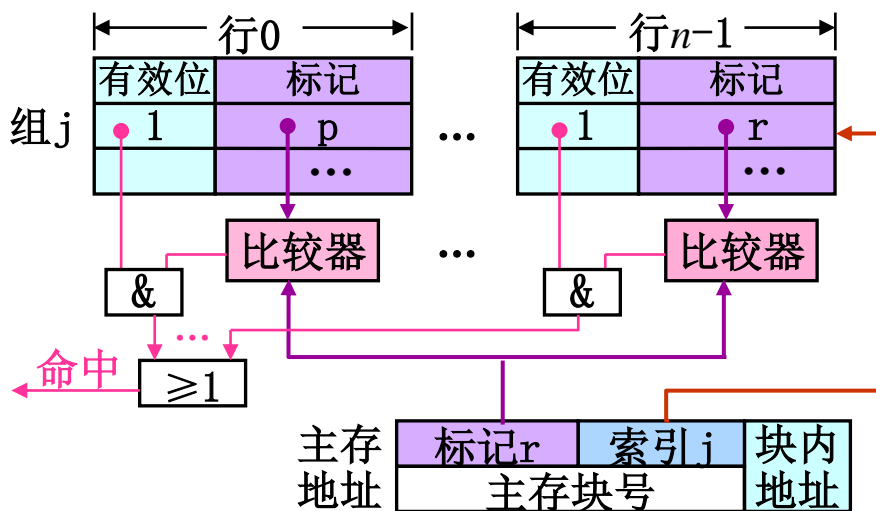 行0 行n-1
有效位 标记 有效位 标记
组j 1 p … 1 r
… …
比较器 … 比较器
& &
…
命中 ≥1
主存地址 标记r 索引j 块内地址
主存块号